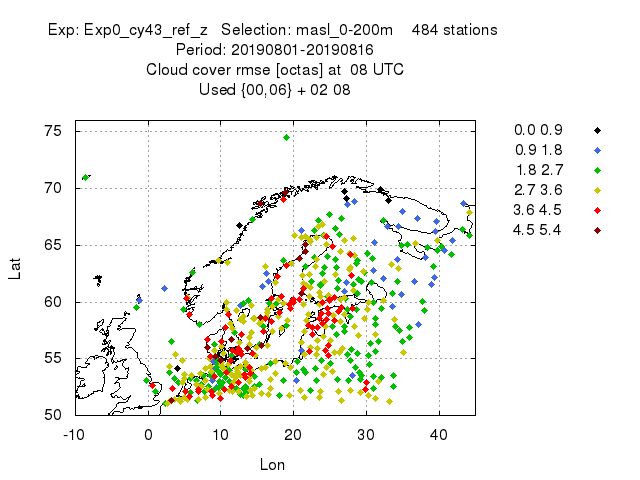 Exp: Exp0_cy43_ref_z Selection: masl_0-200m 484 stations
Period: 20190801-20190816
Cloud cover rmse [octas] at 08 UTC
Used {00,06} + 02 08
0.0 0.9
0.9 1.8
1.8 2.7
2.7 3.6
3.6 4.5
4.5 5.4
Lat
75
70
65
60
55
50
-10 0 10 20 30 40
Lon